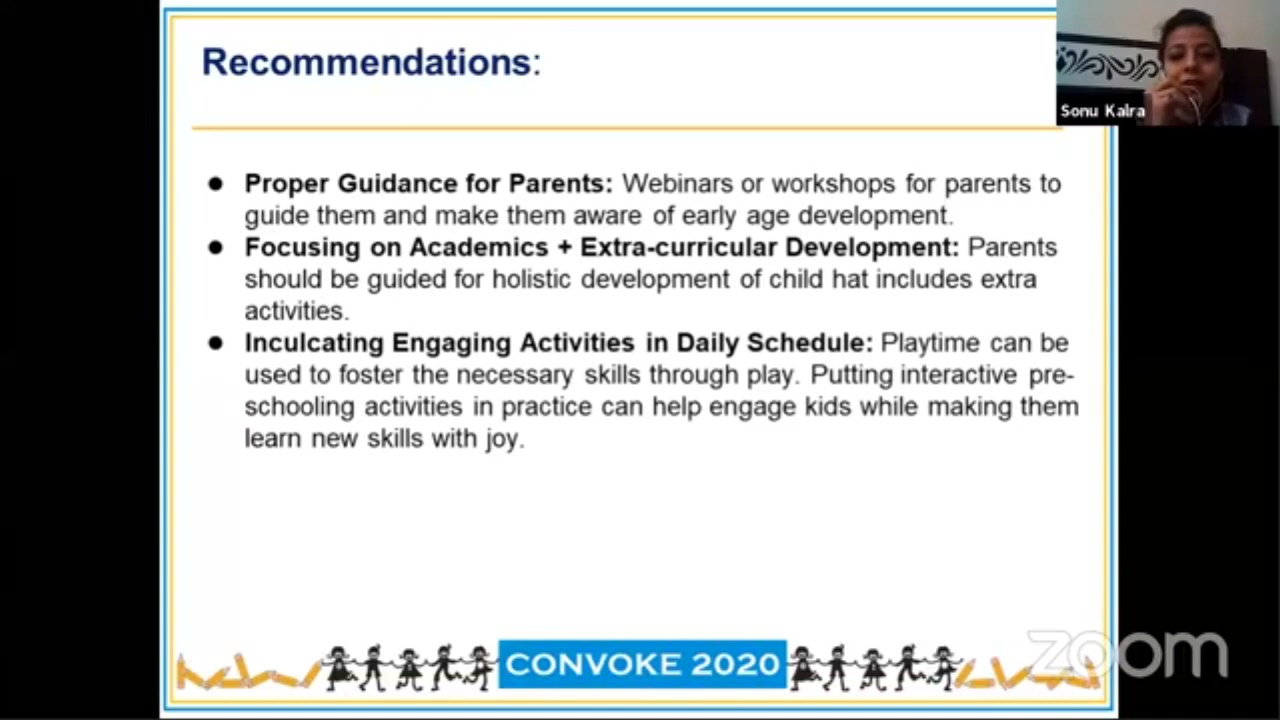 Recommendations:
Sonu Kalra
● Proper Guidance for Parents: Webinars or workshops for parents to
guide them and make them aware of early age development.
● Focusing on Academics + Extra-curricular Development: Parents
should be guided for holistic development of child hat includes extra
activities.
● Inculcating Engaging Activities in Daily Schedule: Playtime can be
used to foster the necessary skills through play. Putting interactive pre-
schooling activities in practice can help engage kids while making them
learn new skills with joy.
CONVOKE 2020
zoom